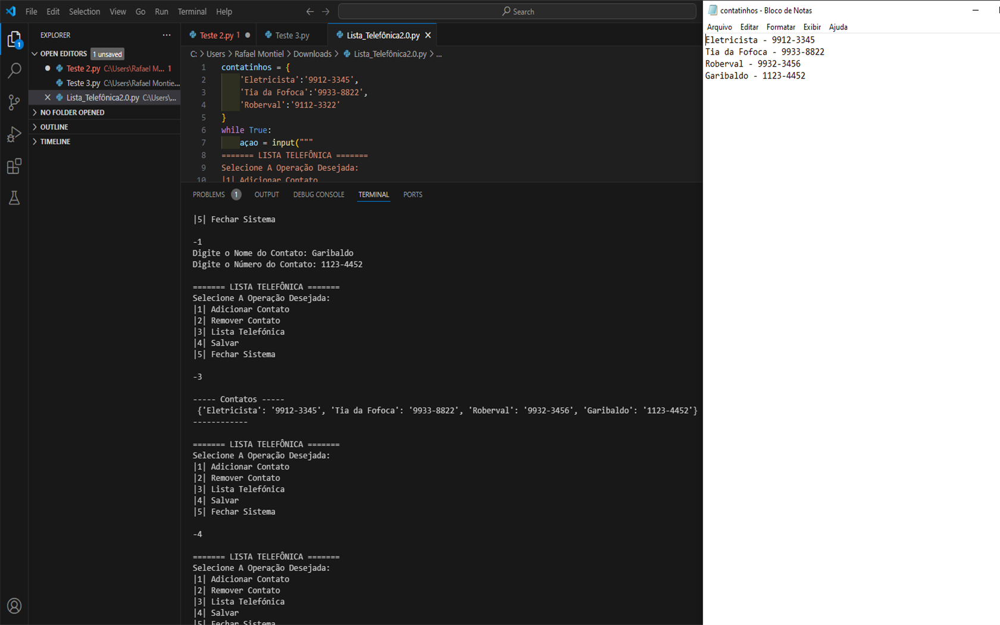 File Edit Selection View Go Run Terminal Help
Search
EXPLORER
OPEN EDITORS 1 unsaved
Teste 2.py C:\Users\Rafael M... 1
Teste 3.py C:\Users\Rafael Montie...
Lista_Telefônica2.0.py C:\Users\...
NO FOLDER OPENED
OUTLINE
TIMELINE
1
Teste 2.py 1
Teste 3.py
Lista_Telefônica2.0.py
C: > Users > Rafael Montiel > Downloads > Lista_Telefônica2.0.py > ...
1 contatinhos = {
2 'Eletricista':'9912-3345',
3 'Tia da Fofoca':'9933-8822',
4 'Roberval':'9112-3322'
5 }
6 while True:
7 açao = input("""
8 ======= LISTA TELEFÔNICA =======
9 Selecione A Operação Desejada:
10 |1| Adicionar Contato
PROBLEMS 1 OUTPUT DEBUG CONSOLE TERMINAL PORTS
|5| Fechar Sistema
-1
Digite o Nome do Contato: Garibaldo
Digite o Número do Contato: 1123-4452
======= LISTA TELEFÔNICA =======
Selecione A Operação Desejada:
|1| Adicionar Contato
|2| Remover Contato
|3| Lista Telefónica
|4| Salvar
|5| Fechar Sistema
-3
----- Contatos -----
{'Eletricista': '9912-3345', 'Tia da Fofoca': '9933-8822', 'Roberval': '9932-3456', 'Garibaldo': '1123-4452'}
------------
======= LISTA TELEFÔNICA =======
Selecione A Operação Desejada:
|1| Adicionar Contato
|2| Remover Contato
|3| Lista Telefónica
|4| Salvar
|5| Fechar Sistema
-4
======= LISTA TELEFÔNICA =======
Selecione A Operação Desejada:
|1| Adicionar Contato
|2| Remover Contato
|3| Lista Telefónica
|4| Salvar
|5| Fechar Sistema
contatinhos - Bloco de Notas
Arquivo Editar Formatar Exibir Ajuda
Eletricista - 9912-3345
Tia da Fofoca - 9933-8822
Roberval - 9932-3456
Garibaldo - 1123-4452